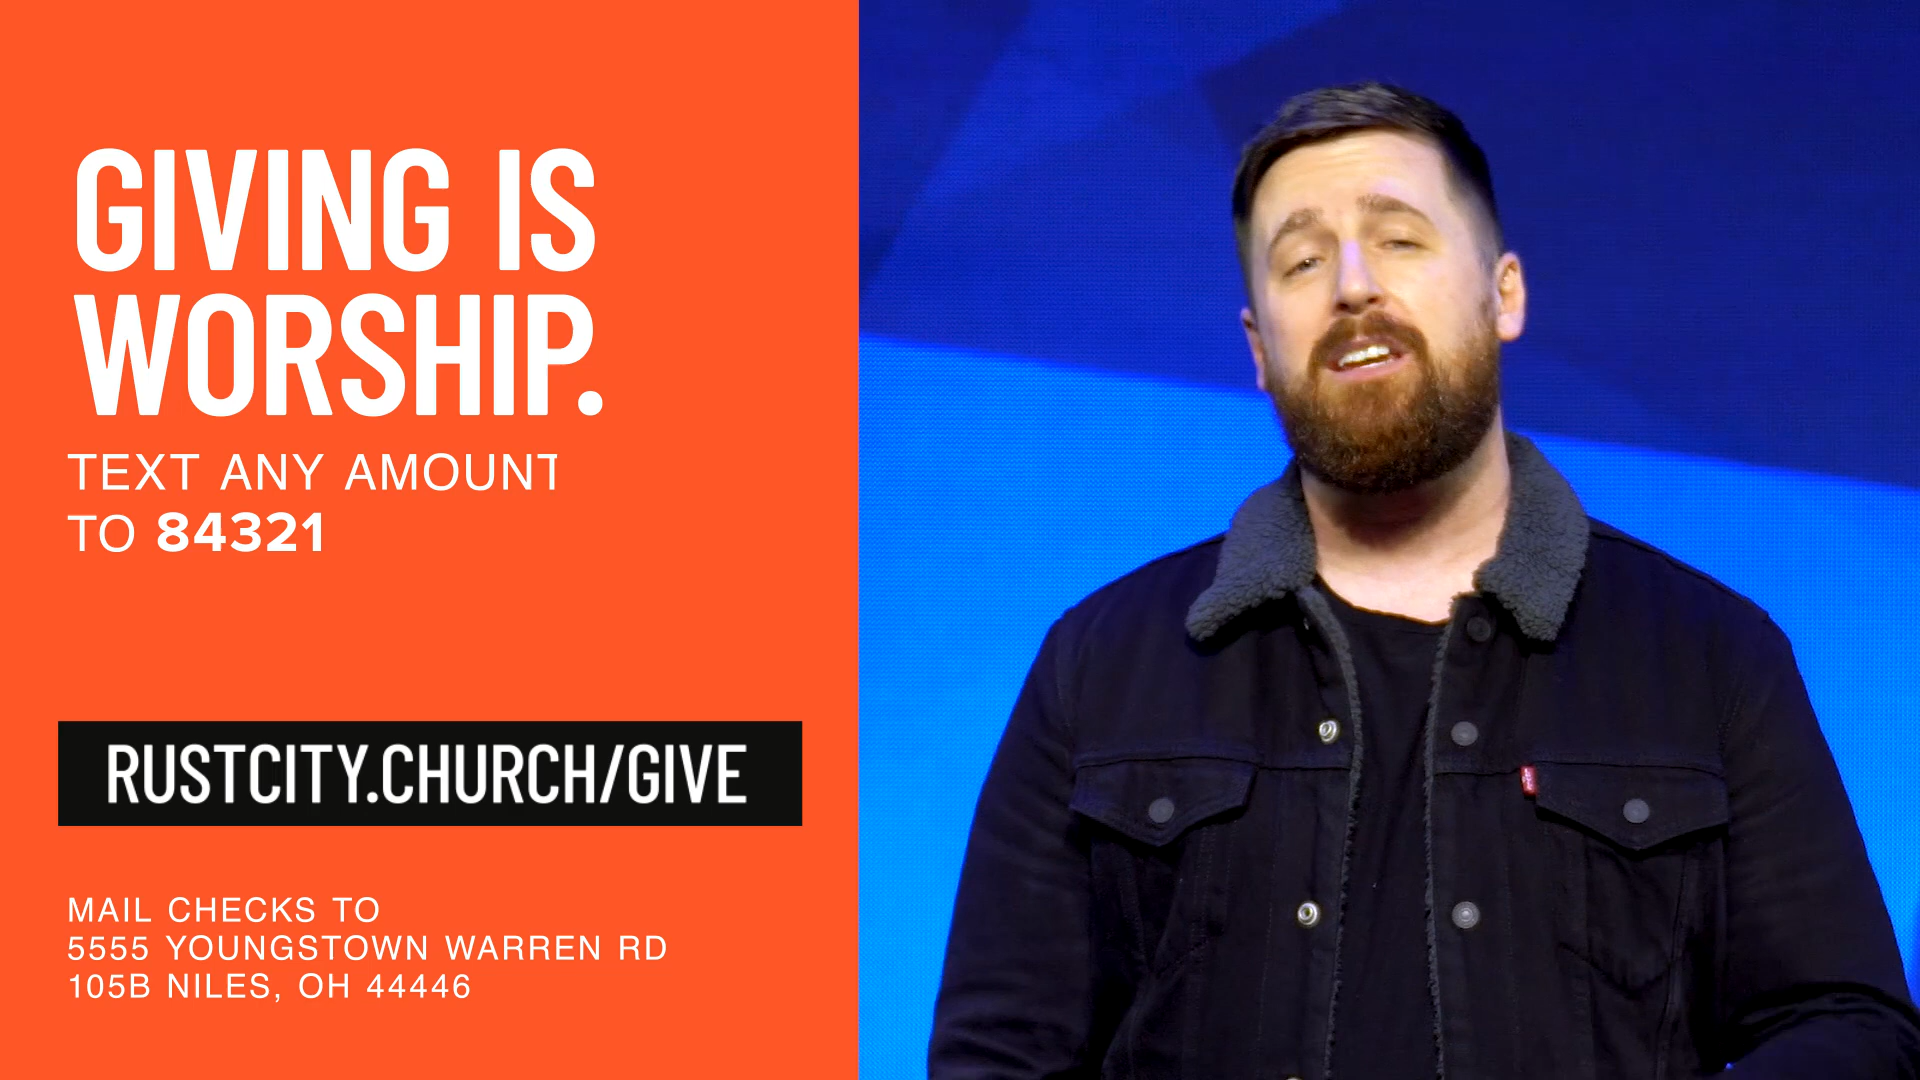 GIVING IS
WORSHIP.
TEXT ANY AMOUNT
TO 84321
RUSTCITY.CHURCH/GIVE
MAIL CHECKS TO
5555 YOUNGSTOWN WARREN RD
105B NILES, OH 44446